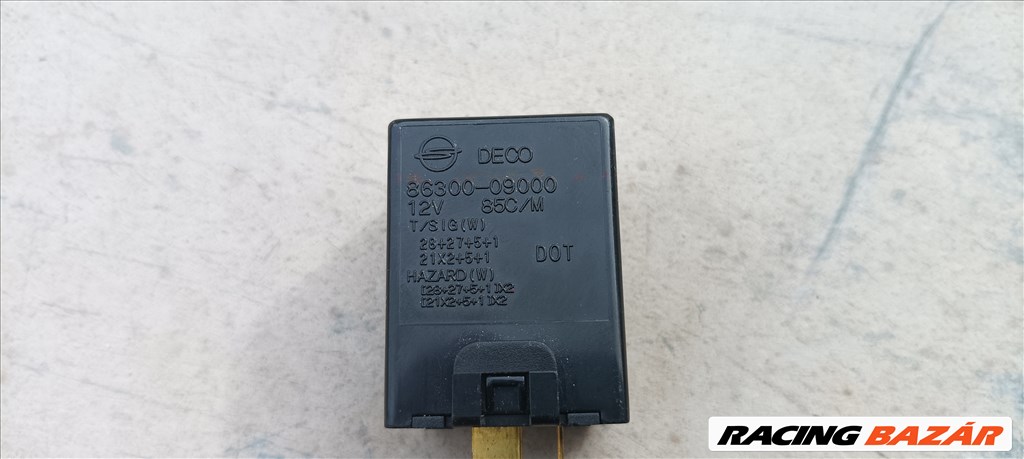 DECO
86300-09000
12V 85C/M
T/SIG(W)
28+27+5+1
21X2+5+1
DOT
HAZARD(W)
[28+27+5+1]X2
[21X2+5+1]X2
RACING BAZÁR